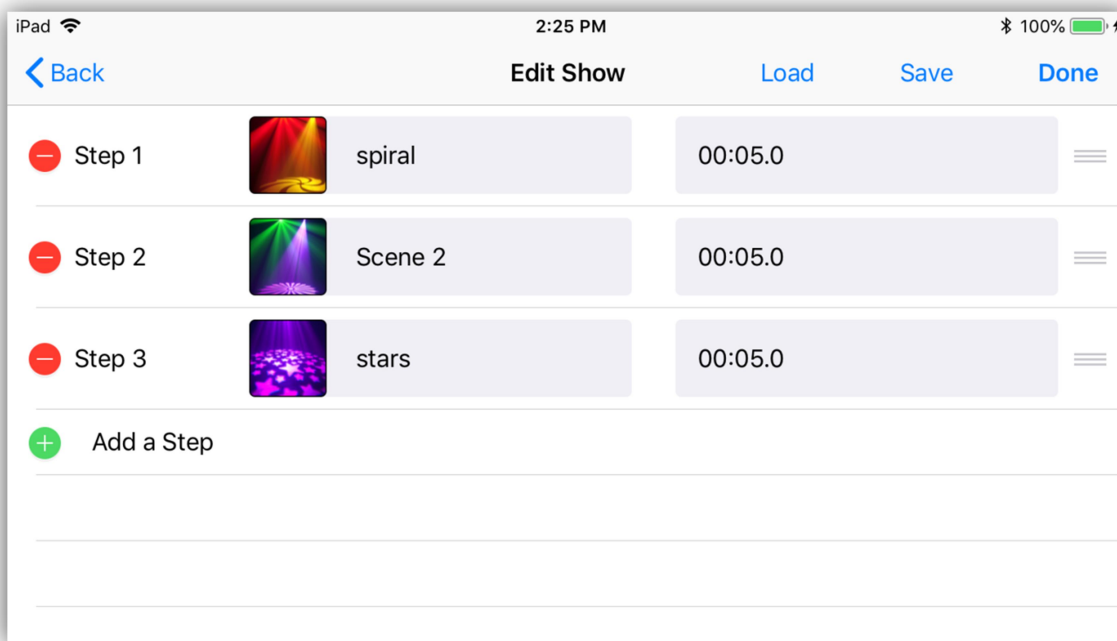 iPad 2:25 PM 100%
Back Edit Show Load Save Done
Step 1 spiral 00:05.0
Step 2 Scene 2 00:05.0
Step 3 stars 00:05.0
Add a Step